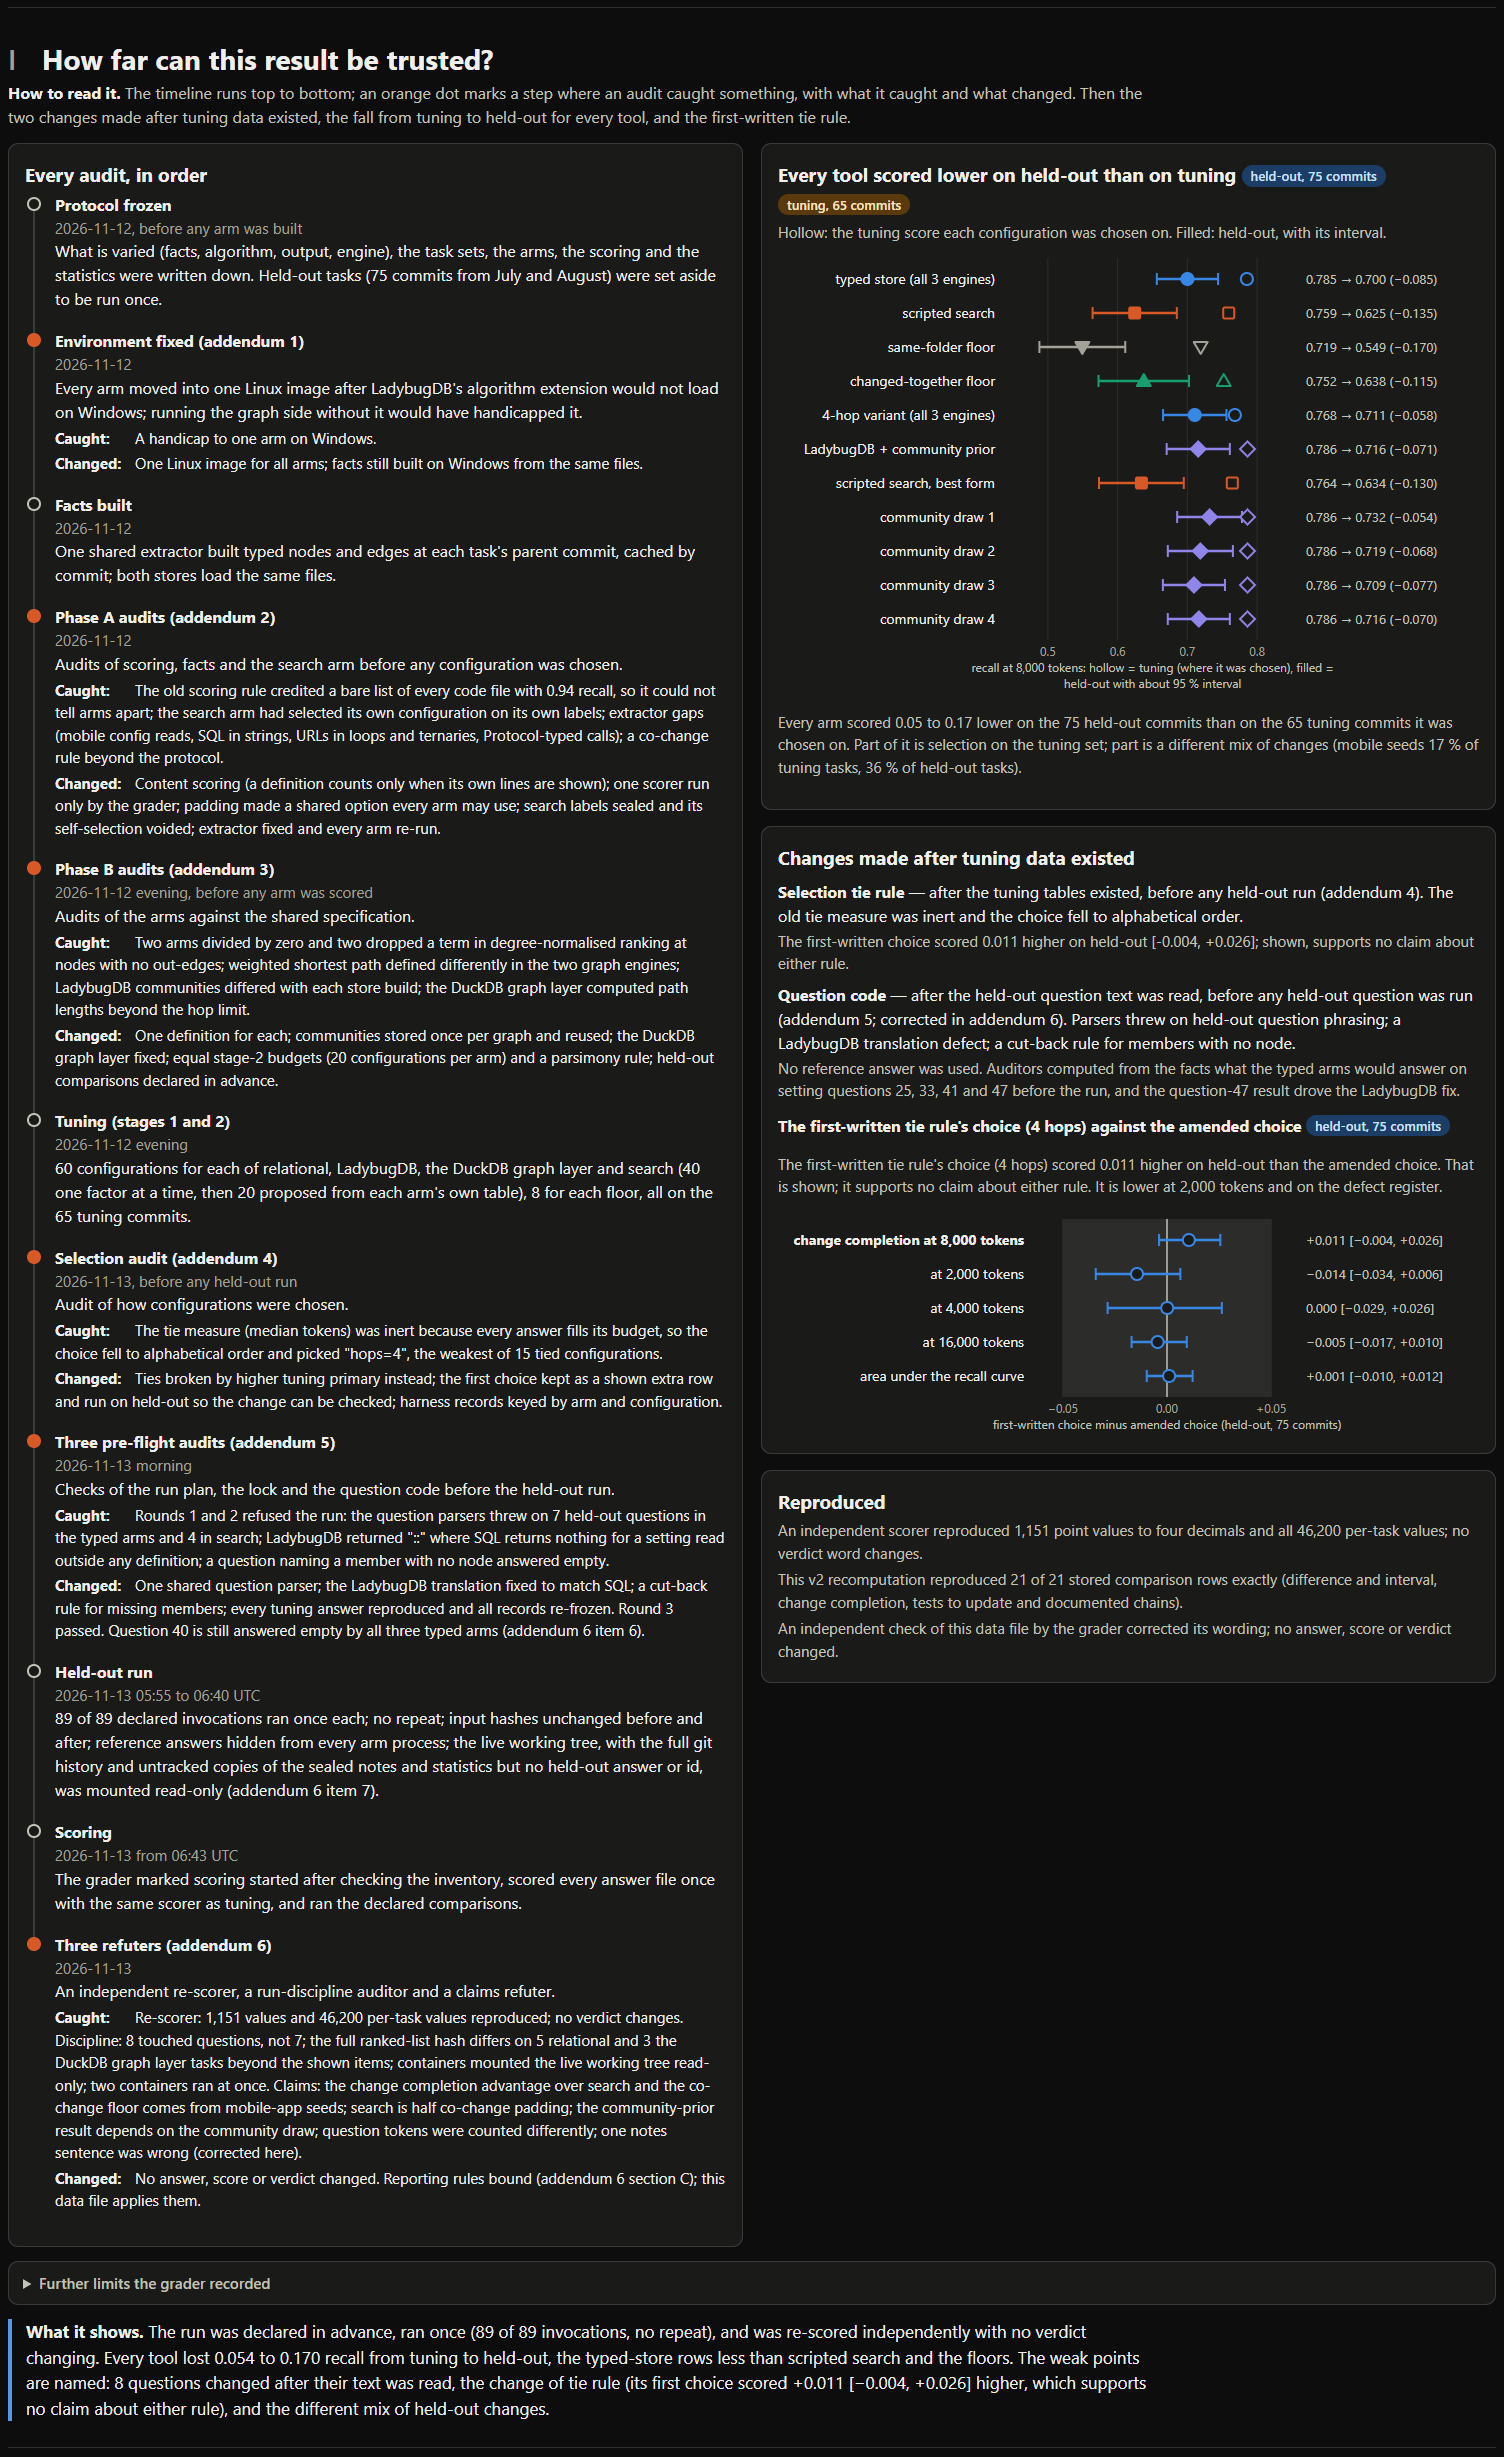 How far can this result be trusted?
How to read it. The timeline runs top to bottom; an orange dot marks a step where an audit caught something, with what it caught and what changed. Then the
two changes made after tuning data existed, the fall from tuning to held-out for every tool, and the first-written tie rule.
Every audit, in order
Protocol frozen
2026-11-12, before any arm was built
What is varied (facts, algorithm, output, engine), the task sets, the arms, the scoring and the
statistics were written down. Held-out tasks (75 commits from July and August) were set aside
to be run once.
Environment fixed (addendum 1)
2026-11-12
Every arm moved into one Linux image after LadybugDB's algorithm extension would not load
on Windows; running the graph side without it would have handicapped it.
Caught: A handicap to one arm on Windows.
Changed: One Linux image for all arms; facts still built on Windows from the same files.
Facts built
2026-11-12
One shared extractor built typed nodes and edges at each task's parent commit, cached by
commit; both stores load the same files.
Phase A audits (addendum 2)
2026-11-12
Audits of scoring, facts and the search arm before any configuration was chosen.
Caught: The old scoring rule credited a bare list of every code file with 0.94 recall, so it could not
tell arms apart; the search arm had selected its own configuration on its own labels; extractor gaps
(mobile config reads, SQL in strings, URLs in loops and ternaries, Protocol-typed calls); a co-change
rule beyond the protocol.
Changed: Content scoring (a definition counts only when its own lines are shown); one scorer run
only by the grader; padding made a shared option every arm may use; search labels sealed and its
self-selection voided; extractor fixed and every arm re-run.
Phase B audits (addendum 3)
2026-11-12 evening, before any arm was scored
Audits of the arms against the shared specification.
Caught: Two arms divided by zero and two dropped a term in degree-normalised ranking at
nodes with no out-edges; weighted shortest path defined differently in the two graph engines;
LadybugDB communities differed with each store build; the DuckDB graph layer computed path
lengths beyond the hop limit.
Changed: One definition for each; communities stored once per graph and reused; the DuckDB
graph layer fixed; equal stage-2 budgets (20 configurations per arm) and a parsimony rule; held-out
comparisons declared in advance.
Tuning (stages 1 and 2)
2026-11-12 evening
60 configurations for each of relational, LadybugDB, the DuckDB graph layer and search (40
one factor at a time, then 20 proposed from each arm's own table), 8 for each floor, all on the
65 tuning commits.
Selection audit (addendum 4)
2026-11-13, before any held-out run
Audit of how configurations were chosen.
Caught: The tie measure (median tokens) was inert because every answer fills its budget, so the
choice fell to alphabetical order and picked "hops=4", the weakest of 15 tied configurations.
Changed: Ties broken by higher tuning primary instead; the first choice kept as a shown extra row
and run on held-out so the change can be checked; harness records keyed by arm and configuration.
Three pre-flight audits (addendum 5)
2026-11-13 morning
Checks of the run plan, the lock and the question code before the held-out run.
Caught: Rounds 1 and 2 refused the run: the question parsers threw on 7 held-out questions in
the typed arms and 4 in search; LadybugDB returned "::" where SQL returns nothing for a setting read
outside any definition; a question naming a member with no node answered empty.
Changed: One shared question parser; the LadybugDB translation fixed to match SQL; a cut-back
rule for missing members; every tuning answer reproduced and all records re-frozen. Round 3
passed. Question 40 is still answered empty by all three typed arms (addendum 6 item 6).
Held-out run
2026-11-13 05:55 to 06:40 UTC
89 of 89 declared invocations ran once each; no repeat; input hashes unchanged before and
after; reference answers hidden from every arm process; the live working tree, with the full git
history and untracked copies of the sealed notes and statistics but no held-out answer or id,
was mounted read-only (addendum 6 item 7).
Scoring
2026-11-13 from 06:43 UTC
The grader marked scoring started after checking the inventory, scored every answer file once
with the same scorer as tuning, and ran the declared comparisons.
Three refuters (addendum 6)
2026-11-13
An independent re-scorer, a run-discipline auditor and a claims refuter.
Caught: Re-scorer: 1,151 values and 46,200 per-task values reproduced; no verdict changes.
Discipline: 8 touched questions, not 7; the full ranked-list hash differs on 5 relational and 3 the
DuckDB graph layer tasks beyond the shown items; containers mounted the live working tree read-
only; two containers ran at once. Claims: the change completion advantage over search and the co-
change floor comes from mobile-app seeds; search is half co-change padding; the community-prior
result depends on the community draw; question tokens were counted differently; one notes
sentence was wrong (corrected here).
Changed: No answer, score or verdict changed. Reporting rules bound (addendum 6 section C); this
data file applies them.
Every tool scored lower on held-out than on tuning held-out, 75 commits
tuning, 65 commits
Hollow: the tuning score each configuration was chosen on. Filled: held-out, with its interval.
typed store (all 3 engines) 0.785 → 0.700 (−0.085)
scripted search 0.759 → 0.625 (−0.135)
same-folder floor 0.719 → 0.549 (−0.170)
changed-together floor 0.752 → 0.638 (−0.115)
4-hop variant (all 3 engines) 0.768 → 0.711 (−0.058)
LadybugDB + community prior 0.786 → 0.716 (−0.071)
scripted search, best form 0.764 → 0.634 (−0.130)
community draw 1 0.786 → 0.732 (−0.054)
community draw 2 0.786 → 0.719 (−0.068)
community draw 3 0.786 → 0.709 (−0.077)
community draw 4 0.786 → 0.716 (−0.070)
0.5 0.6 0.7 0.8
recall at 8,000 tokens: hollow = tuning (where it was chosen), filled =
held-out with about 95 % interval
Every arm scored 0.05 to 0.17 lower on the 75 held-out commits than on the 65 tuning commits it was
chosen on. Part of it is selection on the tuning set; part is a different mix of changes (mobile seeds 17 % of
tuning tasks, 36 % of held-out tasks).
Changes made after tuning data existed
Selection tie rule — after the tuning tables existed, before any held-out run (addendum 4). The
old tie measure was inert and the choice fell to alphabetical order.
The first-written choice scored 0.011 higher on held-out [-0.004, +0.026]; shown, supports no claim about
either rule.
Question code — after the held-out question text was read, before any held-out question was run
(addendum 5; corrected in addendum 6). Parsers threw on held-out question phrasing; a
LadybugDB translation defect; a cut-back rule for members with no node.
No reference answer was used. Auditors computed from the facts what the typed arms would answer on
setting questions 25, 33, 41 and 47 before the run, and the question-47 result drove the LadybugDB fix.
The first-written tie rule's choice (4 hops) against the amended choice held-out, 75 commits
The first-written tie rule's choice (4 hops) scored 0.011 higher on held-out than the amended choice. That
is shown; it supports no claim about either rule. It is lower at 2,000 tokens and on the defect register.
change completion at 8,000 tokens +0.011 [−0.004, +0.026]
at 2,000 tokens −0.014 [−0.034, +0.006]
at 4,000 tokens 0.000 [−0.029, +0.026]
at 16,000 tokens −0.005 [−0.017, +0.010]
area under the recall curve +0.001 [−0.010, +0.012]
−0.05 0.00 +0.05
first-written choice minus amended choice (held-out, 75 commits)
Reproduced
An independent scorer reproduced 1,151 point values to four decimals and all 46,200 per-task values; no
verdict word changes.
This v2 recomputation reproduced 21 of 21 stored comparison rows exactly (difference and interval,
change completion, tests to update and documented chains).
An independent check of this data file by the grader corrected its wording; no answer, score or verdict
changed.
Further limits the grader recorded
What it shows. The run was declared in advance, ran once (89 of 89 invocations, no repeat), and was re-scored independently with no verdict
changing. Every tool lost 0.054 to 0.170 recall from tuning to held-out, the typed-store rows less than scripted search and the floors. The weak points
are named: 8 questions changed after their text was read, the change of tie rule (its first choice scored +0.011 [−0.004, +0.026] higher, which supports
no claim about either rule), and the different mix of held-out changes.